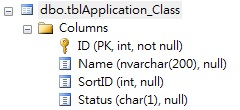 dbo.tblApplication_Class
Columns
ID (PK, int, not null)
Name (nvarchar(200), null)
SortID (int, null)
Status (char(1), null)